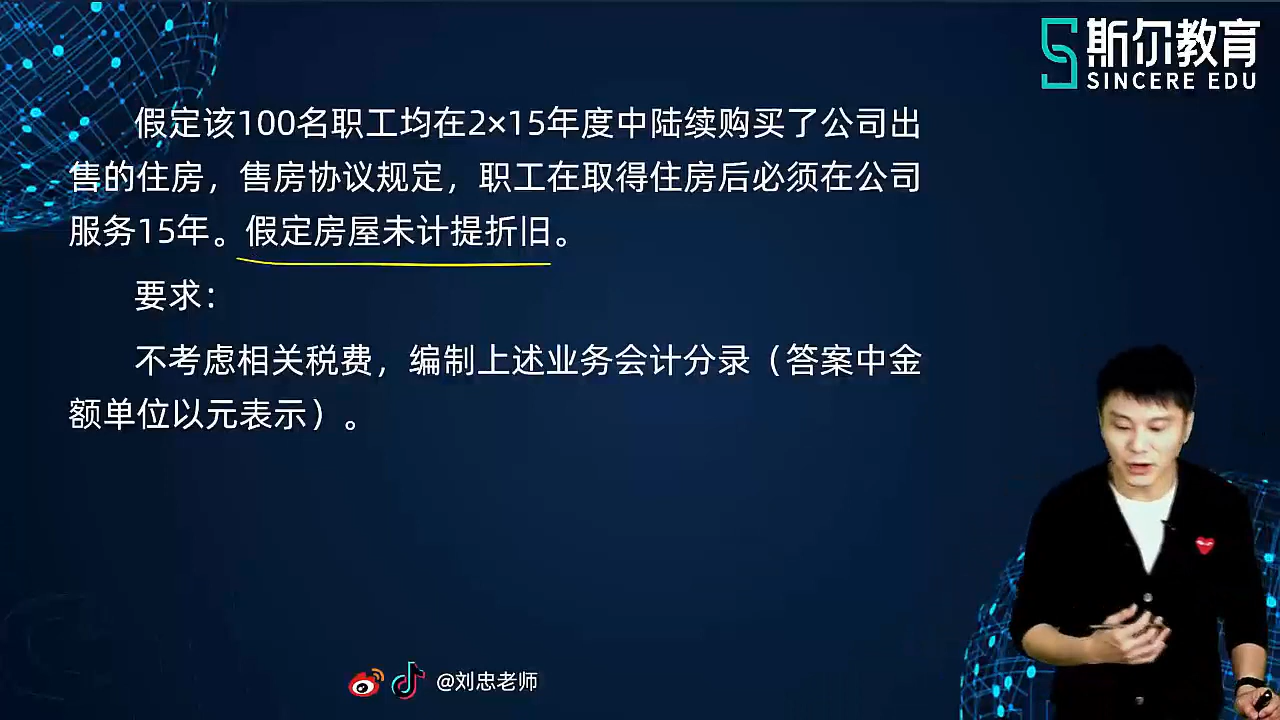 斯尔教育
SINCERE EDU
假定该100名职工均在2×15年度中陆续购买了公司出
售的住房，售房协议规定，职工在取得住房后必须在公司
服务15年。假定房屋未计提折旧。
要求：
不考虑相关税费，编制上述业务会计分录（答案中金
额单位以元表示）。
@刘忠老师